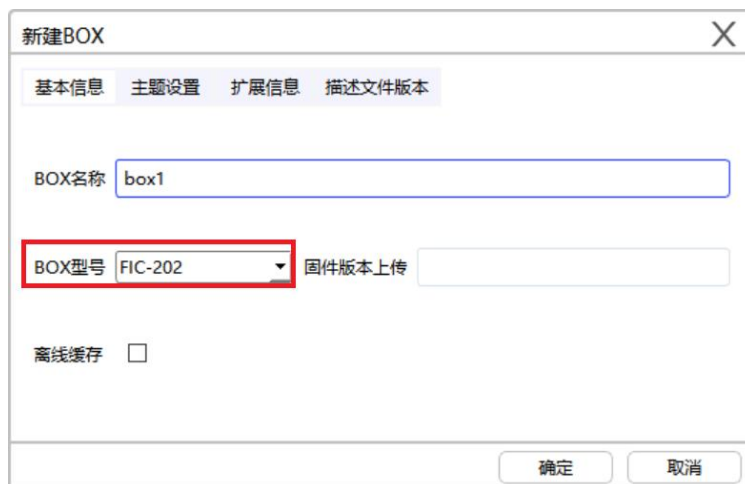 新建BOX
基本信息 主题设置 扩展信息 描述文件版本
BOX名称 box1
BOX型号 FIC-202 固件版本上传
离线缓存
确定 取消